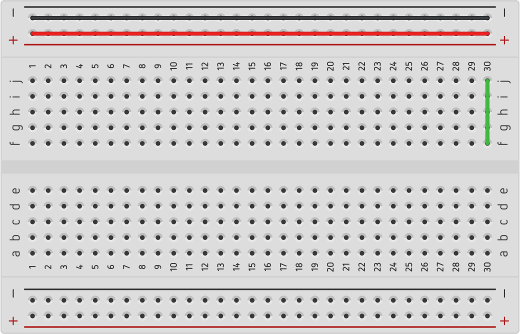 − −
+ +
1 2 3 4 5 6 7 8 9 10 11 12 13 14 15 16 17 18 19 20 21 22 23 24 25 26 27 28 29 30
j j
i i
h h
g g
f f
e e
d d
c c
b b
a a
1 2 3 4 5 6 7 8 9 10 11 12 13 14 15 16 17 18 19 20 21 22 23 24 25 26 27 28 29 30
− −
+ +